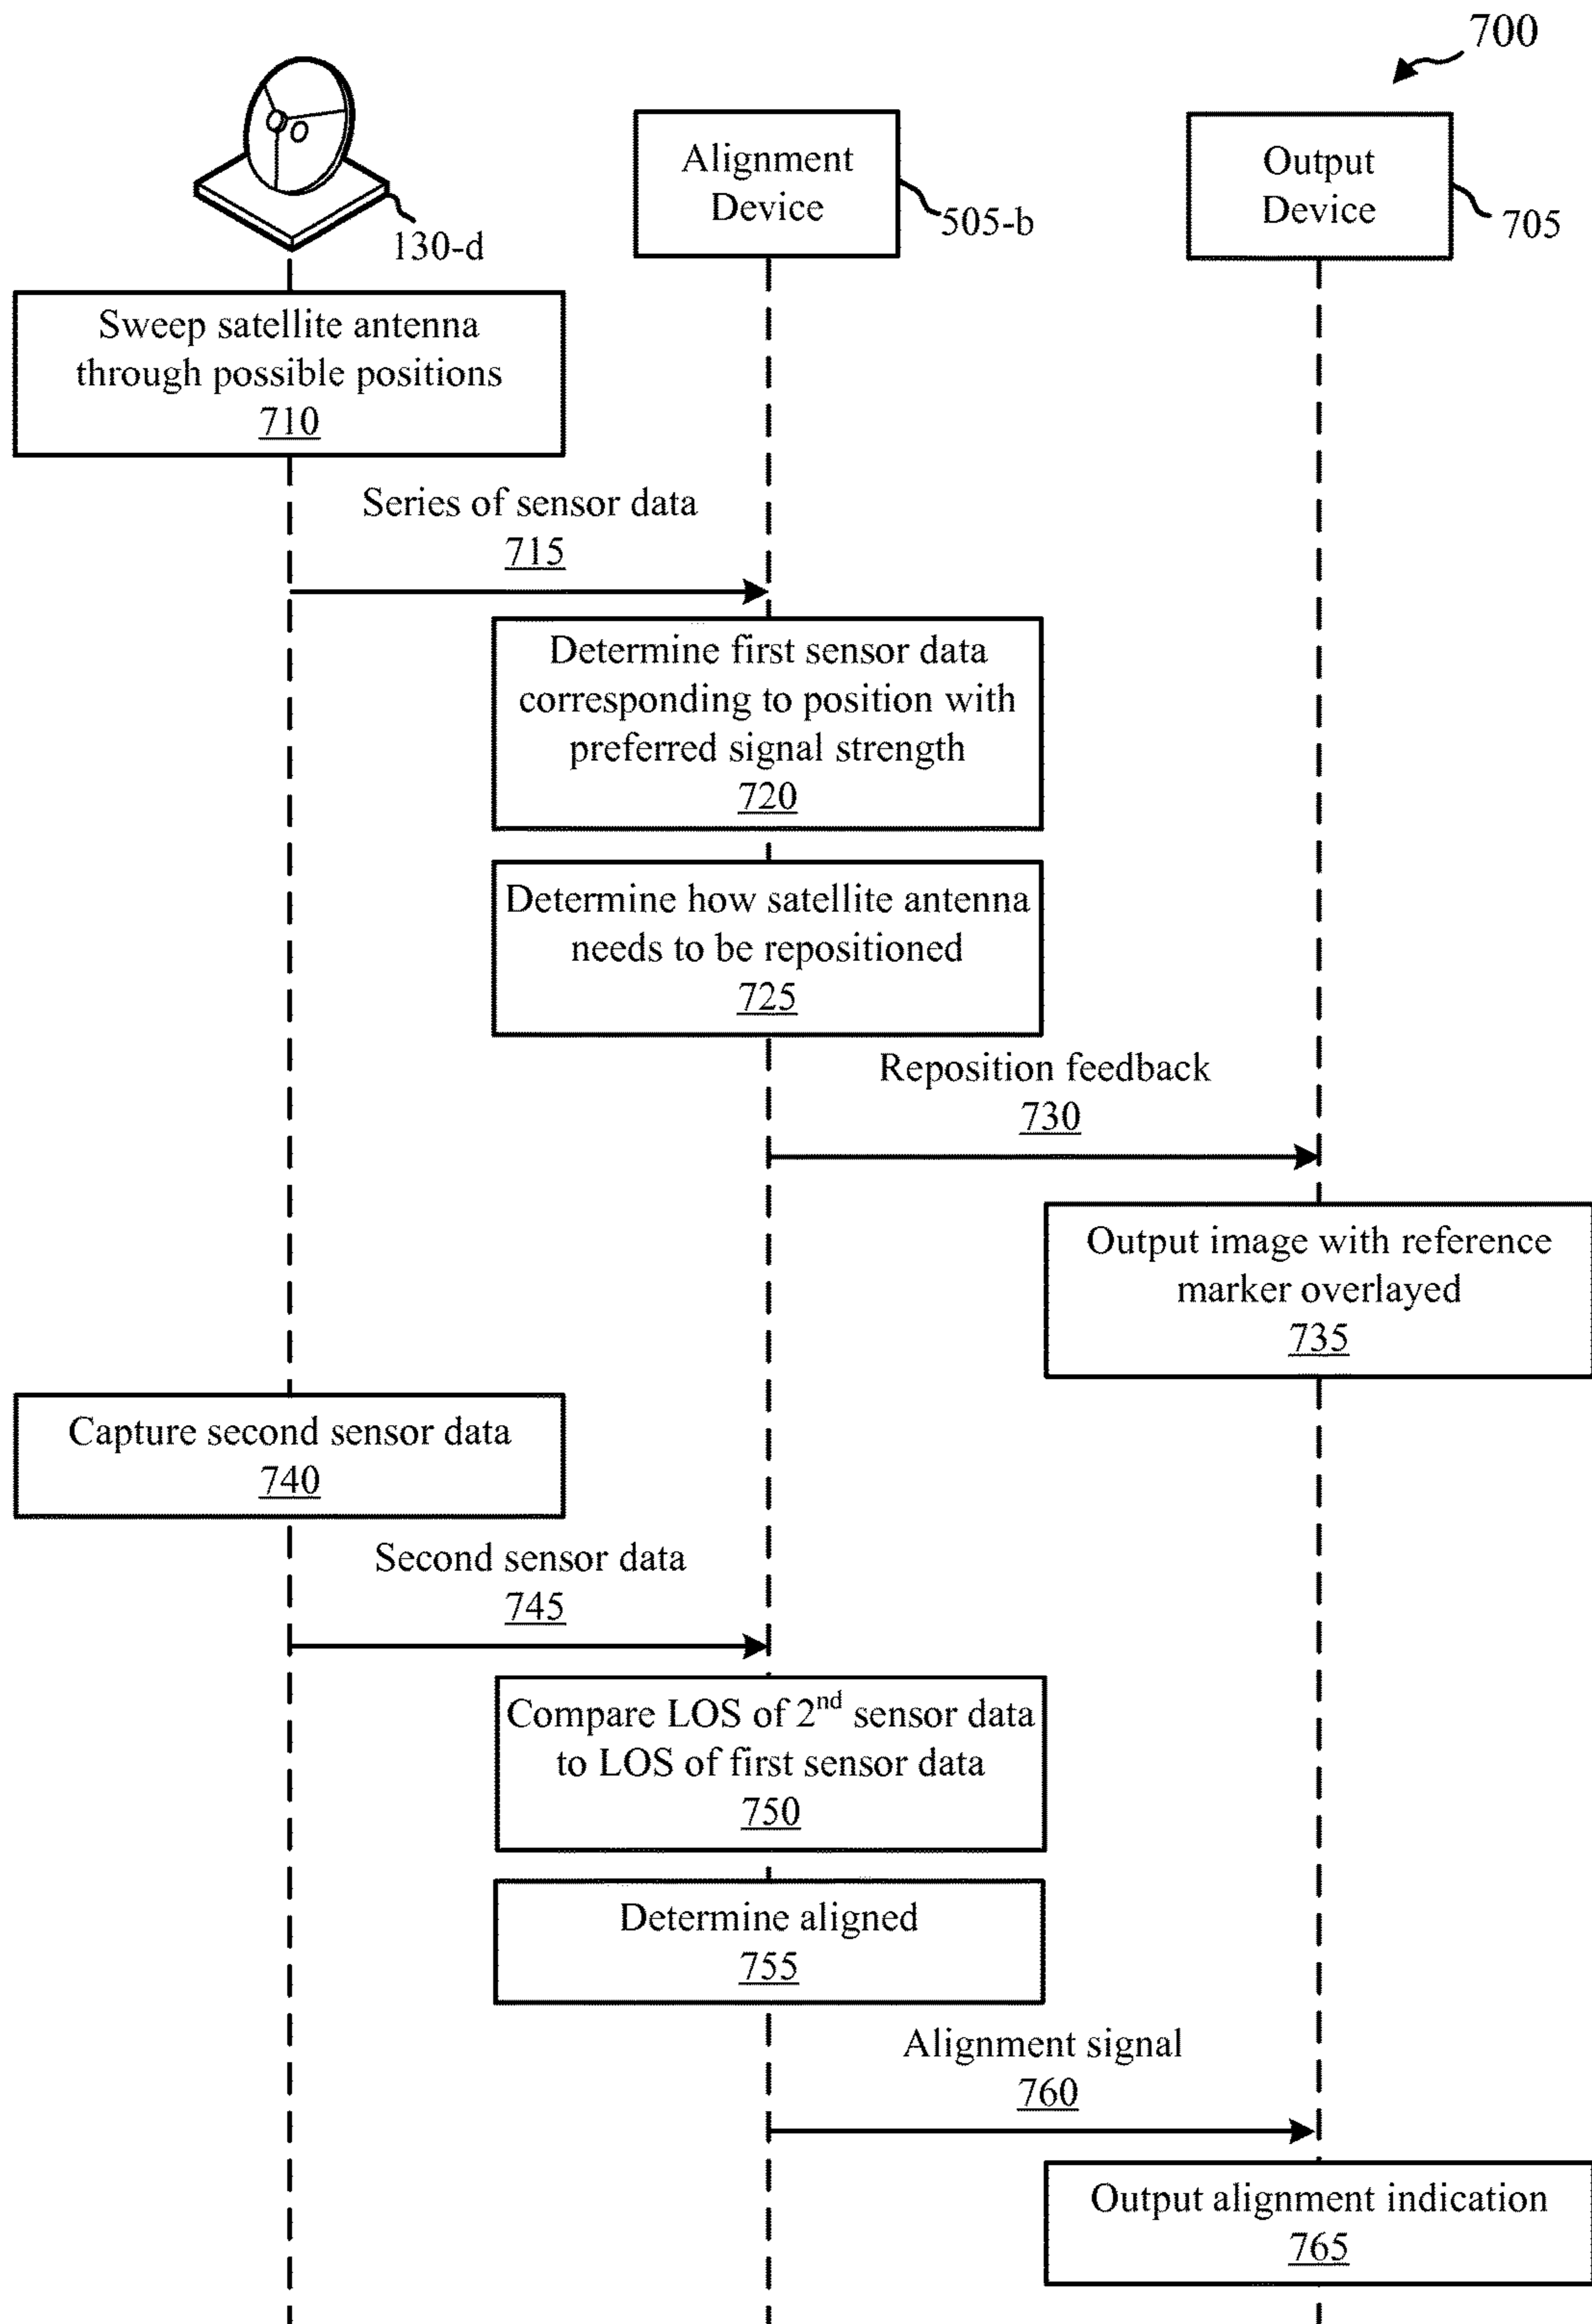 700
130-d
Alignment
Device
505-b
Output
Device
705
Sweep satellite antenna
through possible positions
710
Series of sensor data
715
Determine first sensor data
corresponding to position with
preferred signal strength
720
Determine how satellite antenna
needs to be repositioned
725
Reposition feedback
730
Output image with reference
marker overlayed
735
Capture second sensor data
740
Second sensor data
745
Compare LOS of 2nd sensor data
to LOS of first sensor data
750
Determine aligned
755
Alignment signal
760
Output alignment indication
765